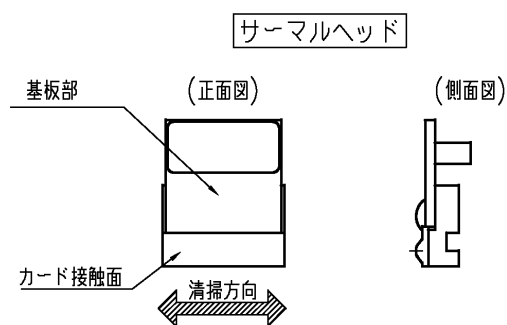 サーマルヘッド
基板部
(正面図)
(側面図)
カード接触面
清掃方向